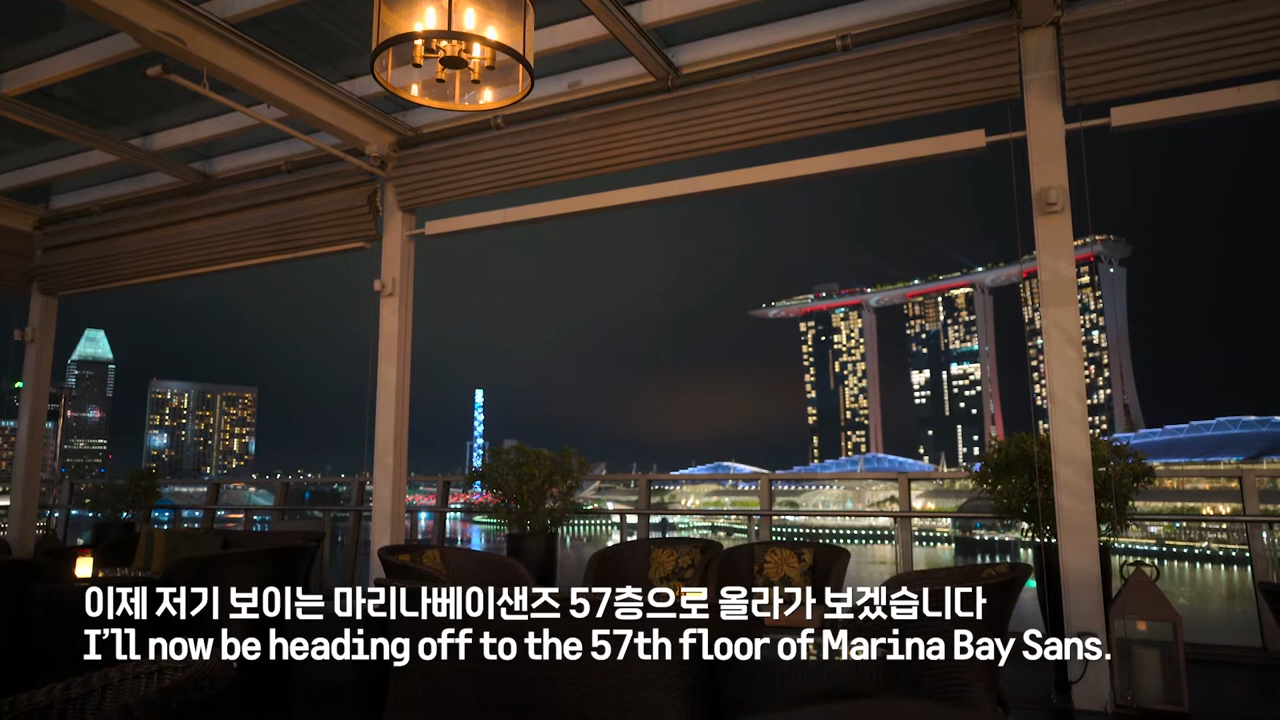 이제 저기 보이는 마리나베이샌즈 57층으로 올라가 보겠습니다
I'll now be heading off to the 57th floor of Marina Bay Sans.